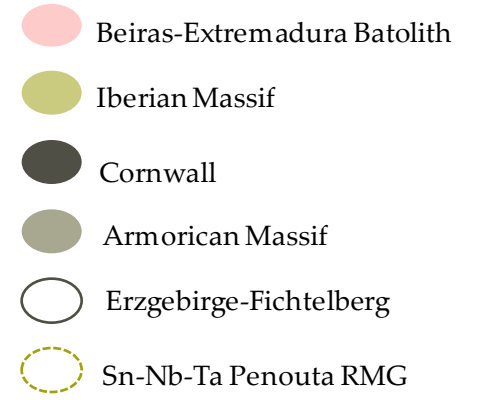 Beiras-Extremadura Batolith
Iberian Massif
Cornwall
Armorican Massif
Erzgebirge-Fichtelberg
Sn-Nb-Ta Penouta RMG